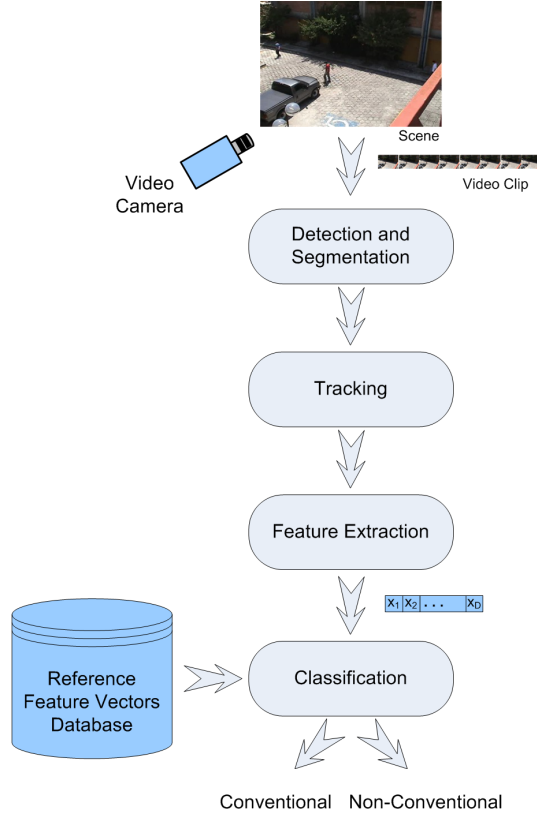 Scene
Video Clip
Video
Camera
Detection and
Segmentation
Tracking
Feature Extraction
x₁ x₂ . . . x_D
Reference
Feature Vectors
Database
Classification
Conventional Non-Conventional